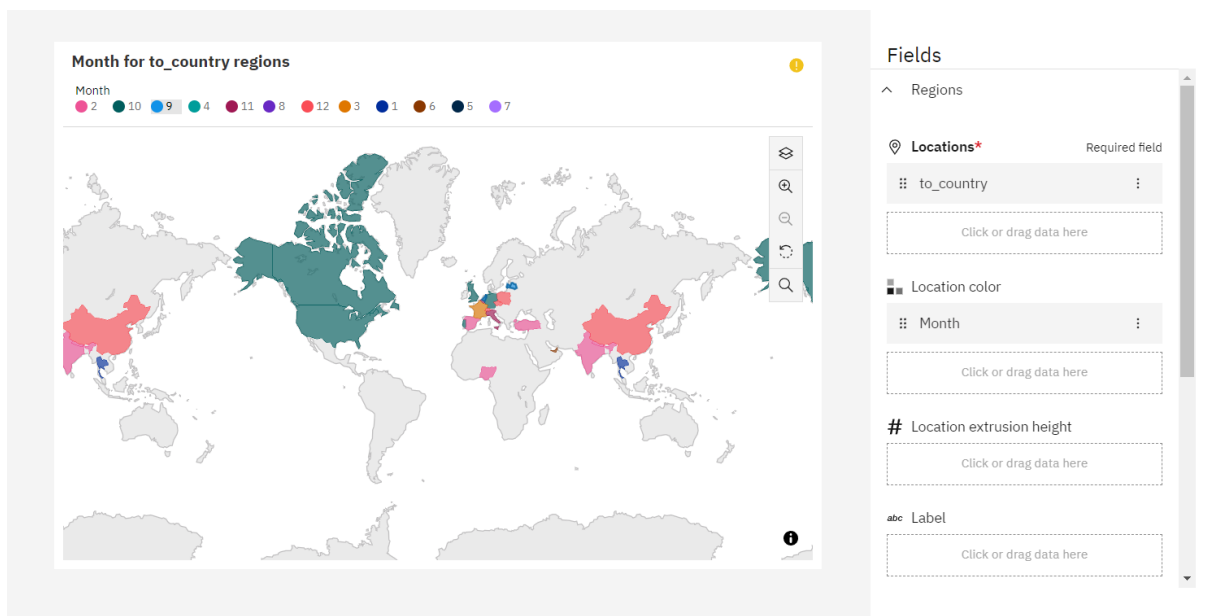 Month for to_country regions
Month
2 10 9 4 11 8 12 3 1 6 5 7
Fields
Regions
Locations* Required field
to_country
Click or drag data here
Location color
Month
Click or drag data here
# Location extrusion height
Click or drag data here
abc Label
Click or drag data here